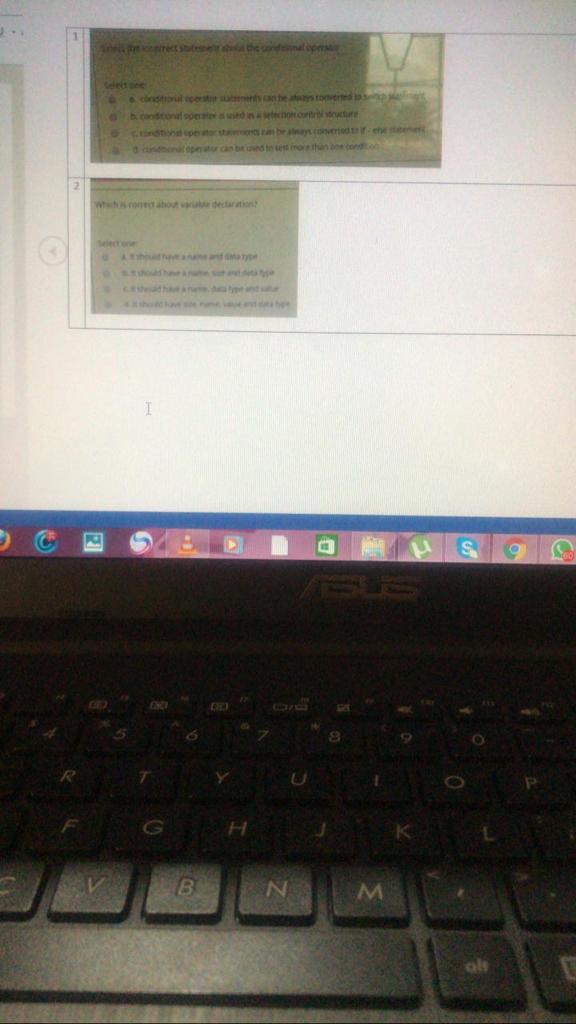 1
Select the incorrect statement about the conditional operator
Select one:
a. conditional operator statements can be always converted to switch statement
b. conditional operator is used as a selection control structure
c. conditional operator statements can be always converted to if - else statement
d. conditional operator can be used to test more than one condition
2
Which is correct about variable declaration?
Select one:
a. It should have a name and data type
b. It should have a name, size and data type
c. It should have a name, data type and value
d. It should have size, name, value and data type
ASUS
4 5 6 7 8 9 0
R T Y U I O P
F G H J K L
C V B N M
alt